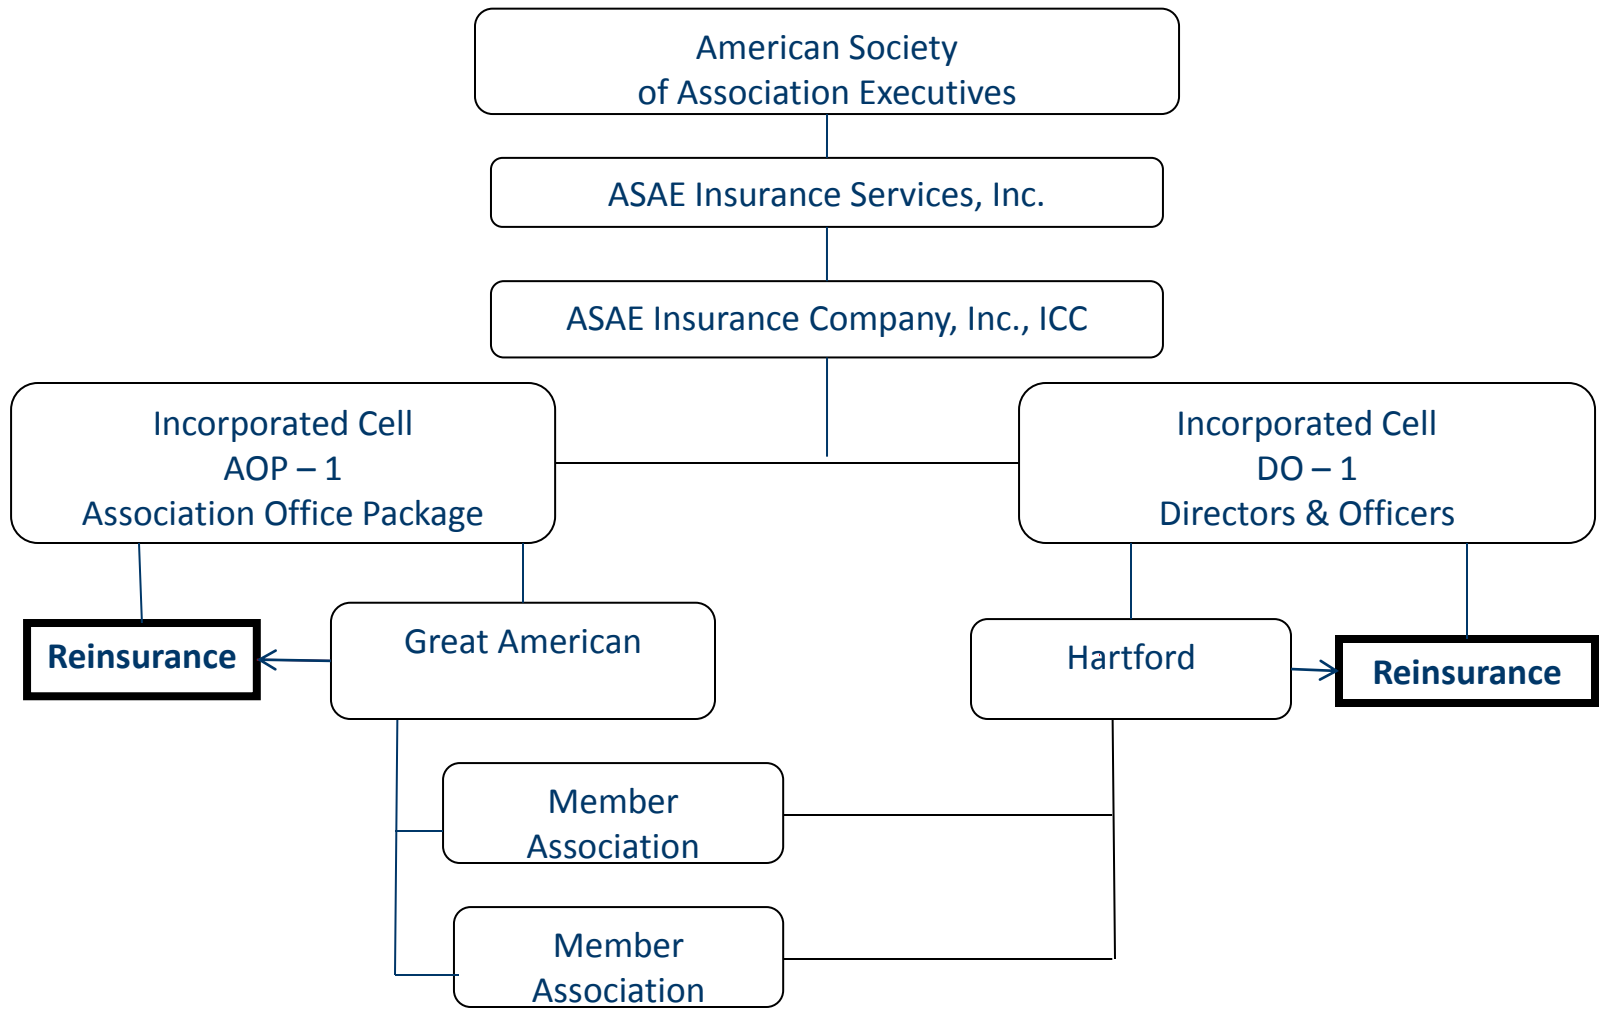 American Society
of Association Executives
ASAE Insurance Services, Inc.
ASAE Insurance Company, Inc., ICC
Incorporated Cell
AOP – 1
Association Office Package
Incorporated Cell
DO – 1
Directors & Officers
Reinsurance
Great American
Hartford
Reinsurance
Member
Association
Member
Association